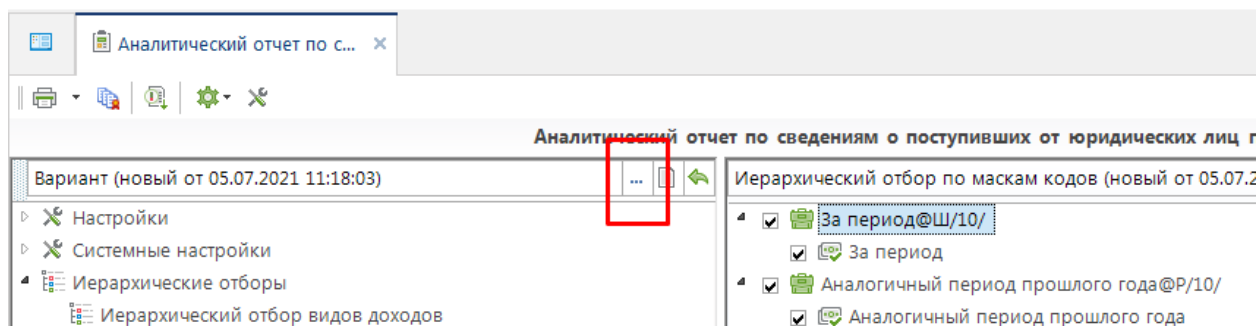 Аналитический отчет по с...
Аналитический отчет по сведениям о поступивших от юридических лиц
Вариант (новый от 05.07.2021 11:18:03)
...
Настройки
Системные настройки
Иерархические отборы
Иерархический отбор видов доходов
Иерархический отбор по маскам кодов (новый от 05.07.2
За период@Ш/10/
За период
Аналогичный период прошлого года@Р/10/
Аналогичный период прошлого года